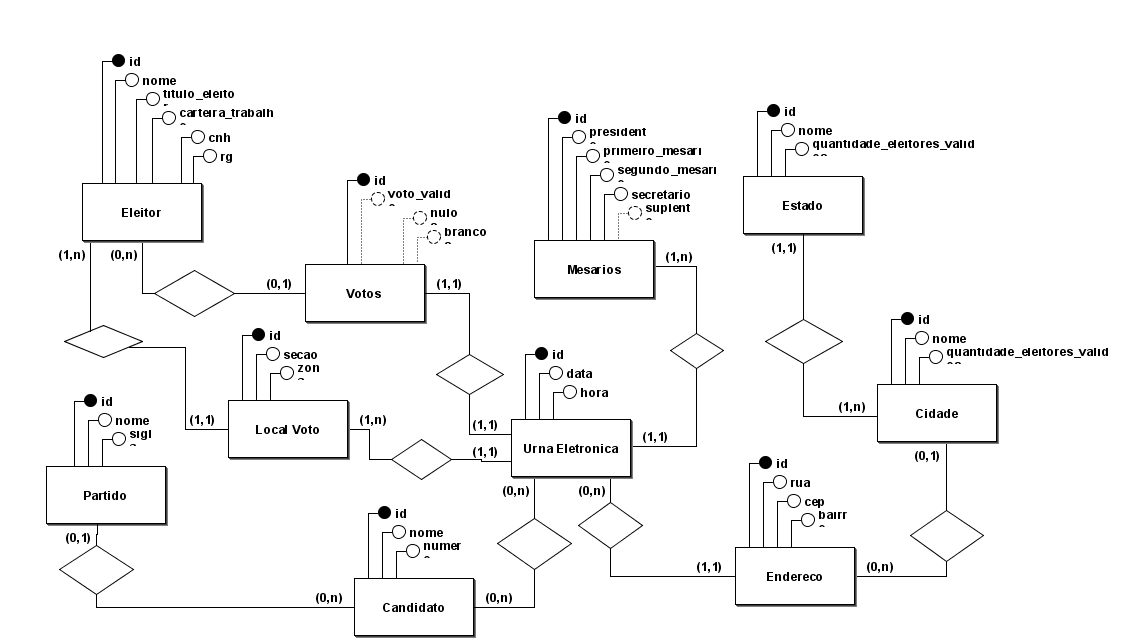 id
nome
titulo_eleito
carteira_trabalh
cnh
rg
Eleitor
(1,n)
(0,n)
(0,1)
id
voto_valid
nulo
branco
Votos
(1,1)
id
president
primeiro_mesari
segundo_mesari
secretario
suplent
Mesarios
(1,n)
id
nome
quantidade_eleitores_valid
os
Estado
(1,1)
id
nome
quantidade_eleitores_valid
os
Cidade
(1,n)
(0,1)
id
secao
zon
Local Voto
(1,1)
(1,n)
id
data
hora
Urna Eletronica
(1,1)
(1,1)
(1,1)
(0,n)
(0,n)
id
nome
sigl
Partido
(0,1)
id
nome
numer
Candidato
(0,n)
(0,n)
id
rua
cep
bairr
Endereco
(1,1)
(0,n)